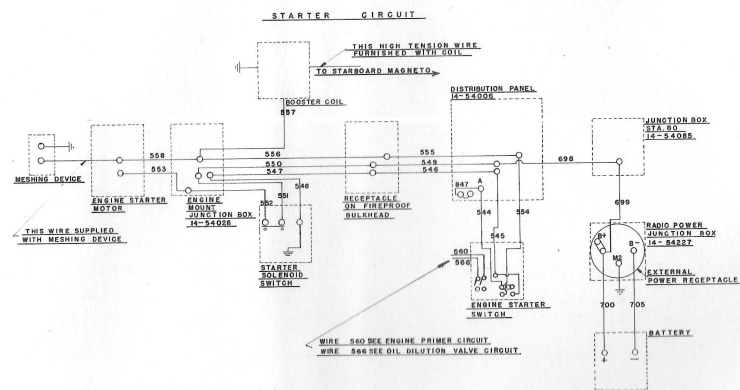 STARTER CIRCUIT
THIS HIGH TENSION WIRE
FURNISHED WITH COIL
TO STARBOARD MAGNETO
BOOSTER COIL
557
DISTRIBUTION PANEL
14-54006
JUNCTION BOX
STA. 80
14-54085
558
556
555
553
550
549
698
547
546
548
551
552
B47
A
544
554
545
699
MESHING DEVICE
ENGINE STARTER
MOTOR
ENGINE
MOUNT
JUNCTION BOX
14-54028
RECEPTACLE
ON FIREPROOF
BULKHEAD
THIS WIRE SUPPLIED
WITH MESHING DEVICE
STARTER
SOLENOID
SWITCH
560
566
ENGINE STARTER
SWITCH
B+
B-
M2
RADIO POWER
JUNCTION BOX
14-54227
EXTERNAL
POWER RECEPTACLE
700
705
BATTERY
+
-
WIRE 560 SEE ENGINE PRIMER CIRCUIT
WIRE 566 SEE OIL DILUTION VALVE CIRCUIT